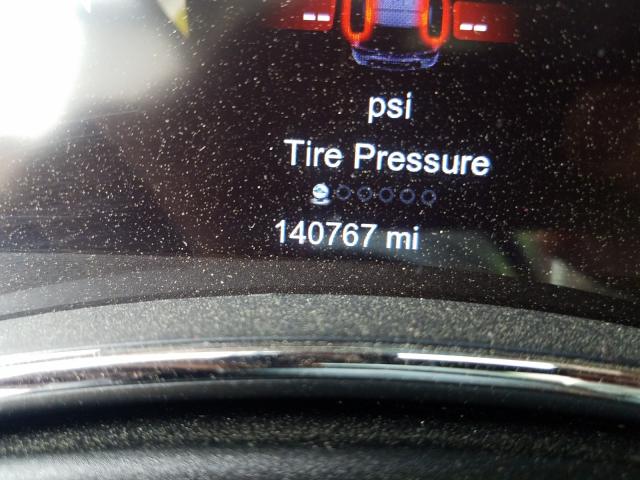 -- --
psi
Tire Pressure
140767 mi